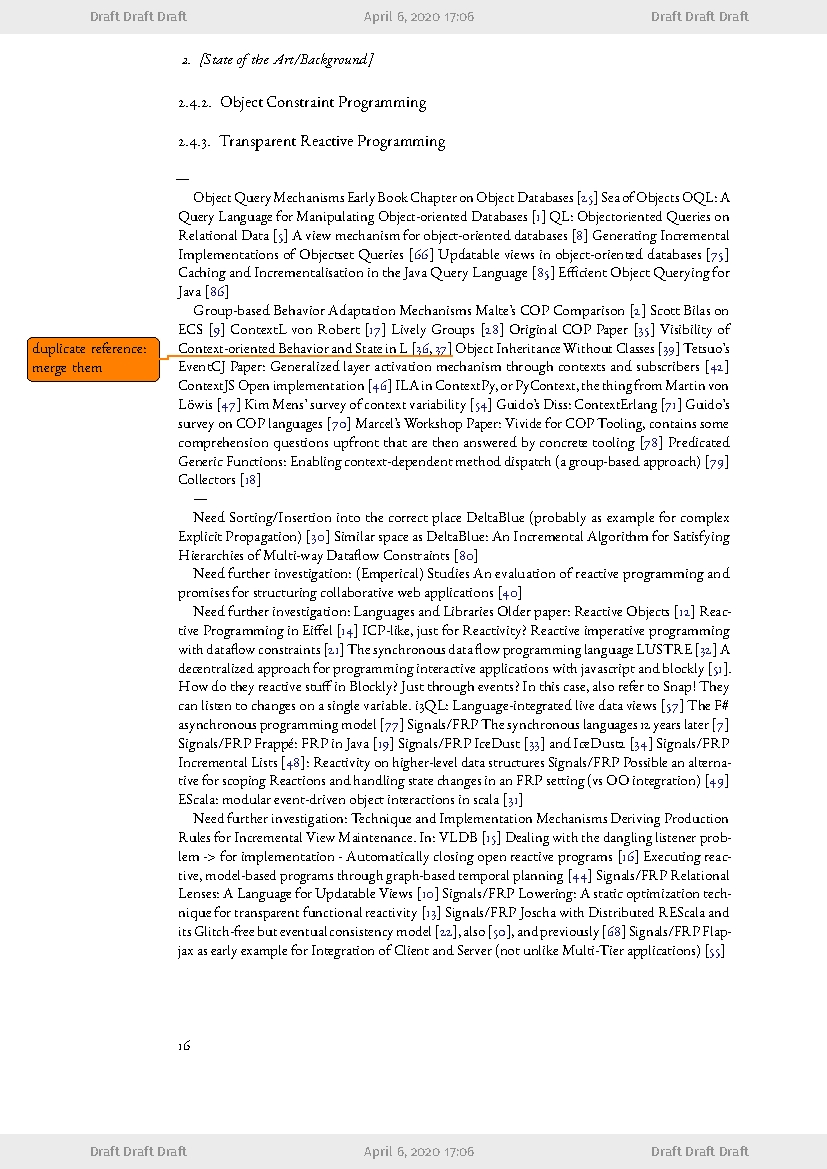 Draft Draft Draft April 6, 2020 17:06 Draft Draft Draft
2. [State of the Art/Background]
2.4.2. Object Constraint Programming
2.4.3. Transparent Reactive Programming
—
Object Query Mechanisms Early Book Chapter on Object Databases [25] Sea of Objects OQL: A
Query Language for Manipulating Object-oriented Databases [1] QL: Objectoriented Queries on
Relational Data [5] A view mechanism for object-oriented databases [8] Generating Incremental
Implementations of Objectset Queries [66] Updatable views in object-oriented databases [75]
Caching and Incrementalisation in the Java Query Language [85] Efficient Object Querying for
Java [86]
Group-based Behavior Adaptation Mechanisms Malte's COP Comparison [2] Scott Bilas on
ECS [9] ContextL von Robert [17] Lively Groups [28] Original COP Paper [35] Visibility of
duplicate reference:
merge them
Context-oriented Behavior and State in L [36, 37] Object Inheritance Without Classes [39] Tetsuo's
EventCJ Paper: Generalized layer activation mechanism through contexts and subscribers [42]
ContextJS Open implementation [46] ILA in ContextPy, or PyContext, the thing from Martin von
Löwis [47] Kim Mens' survey of context variability [54] Guido's Diss: ContextErlang [71] Guido's
survey on COP languages [70] Marcel's Workshop Paper: Vivide for COP Tooling, contains some
comprehension questions upfront that are then answered by concrete tooling [78] Predicated
Generic Functions: Enabling context-dependent method dispatch (a group-based approach) [79]
Collectors [18]
—
Need Sorting/Insertion into the correct place DeltaBlue (probably as example for complex
Explicit Propagation) [30] Similar space as DeltaBlue: An Incremental Algorithm for Satisfying
Hierarchies of Multi-way Dataflow Constraints [80]
Need further investigation: (Emperical) Studies An evaluation of reactive programming and
promises for structuring collaborative web applications [40]
Need further investigation: Languages and Libraries Older paper: Reactive Objects [12] Reac-
tive Programming in Eiffel [14] ICP-like, just for Reactivity? Reactive imperative programming
with dataflow constraints [21] The synchronous data flow programming language LUSTRE [32] A
decentralized approach for programming interactive applications with javascript and blockly [51].
How do they reactive stuff in Blockly? Just through events? In this case, also refer to Snap! They
can listen to changes on a single variable. i3QL: Language-integrated live data views [57] The F#
asynchronous programming model [77] Signals/FRP The synchronous languages 12 years later [7]
Signals/FRP Frappé: FRP in Java [19] Signals/FRP IceDust [33] and IceDust2 [34] Signals/FRP
Incremental Lists [48]: Reactivity on higher-level data structures Signals/FRP Possible an alterna-
tive for scoping Reactions and handling state changes in an FRP setting (vs OO integration) [49]
EScala: modular event-driven object interactions in scala [31]
Need further investigation: Technique and Implementation Mechanisms Deriving Production
Rules for Incremental View Maintenance. In: VLDB [15] Dealing with the dangling listener prob-
lem -> for implementation - Automatically closing open reactive programs [16] Executing reac-
tive, model-based programs through graph-based temporal planning [44] Signals/FRP Relational
Lenses: A Language for Updatable Views [10] Signals/FRP Lowering: A static optimization tech-
nique for transparent functional reactivity [13] Signals/FRP Joscha with Distributed REScala and
its Glitch-free but eventual consistency model [22], also [50], and previously [68] Signals/FRP Flap-
jax as early example for Integration of Client and Server (not unlike Multi-Tier applications) [55]
16
Draft Draft Draft April 6, 2020 17:06 Draft Draft Draft